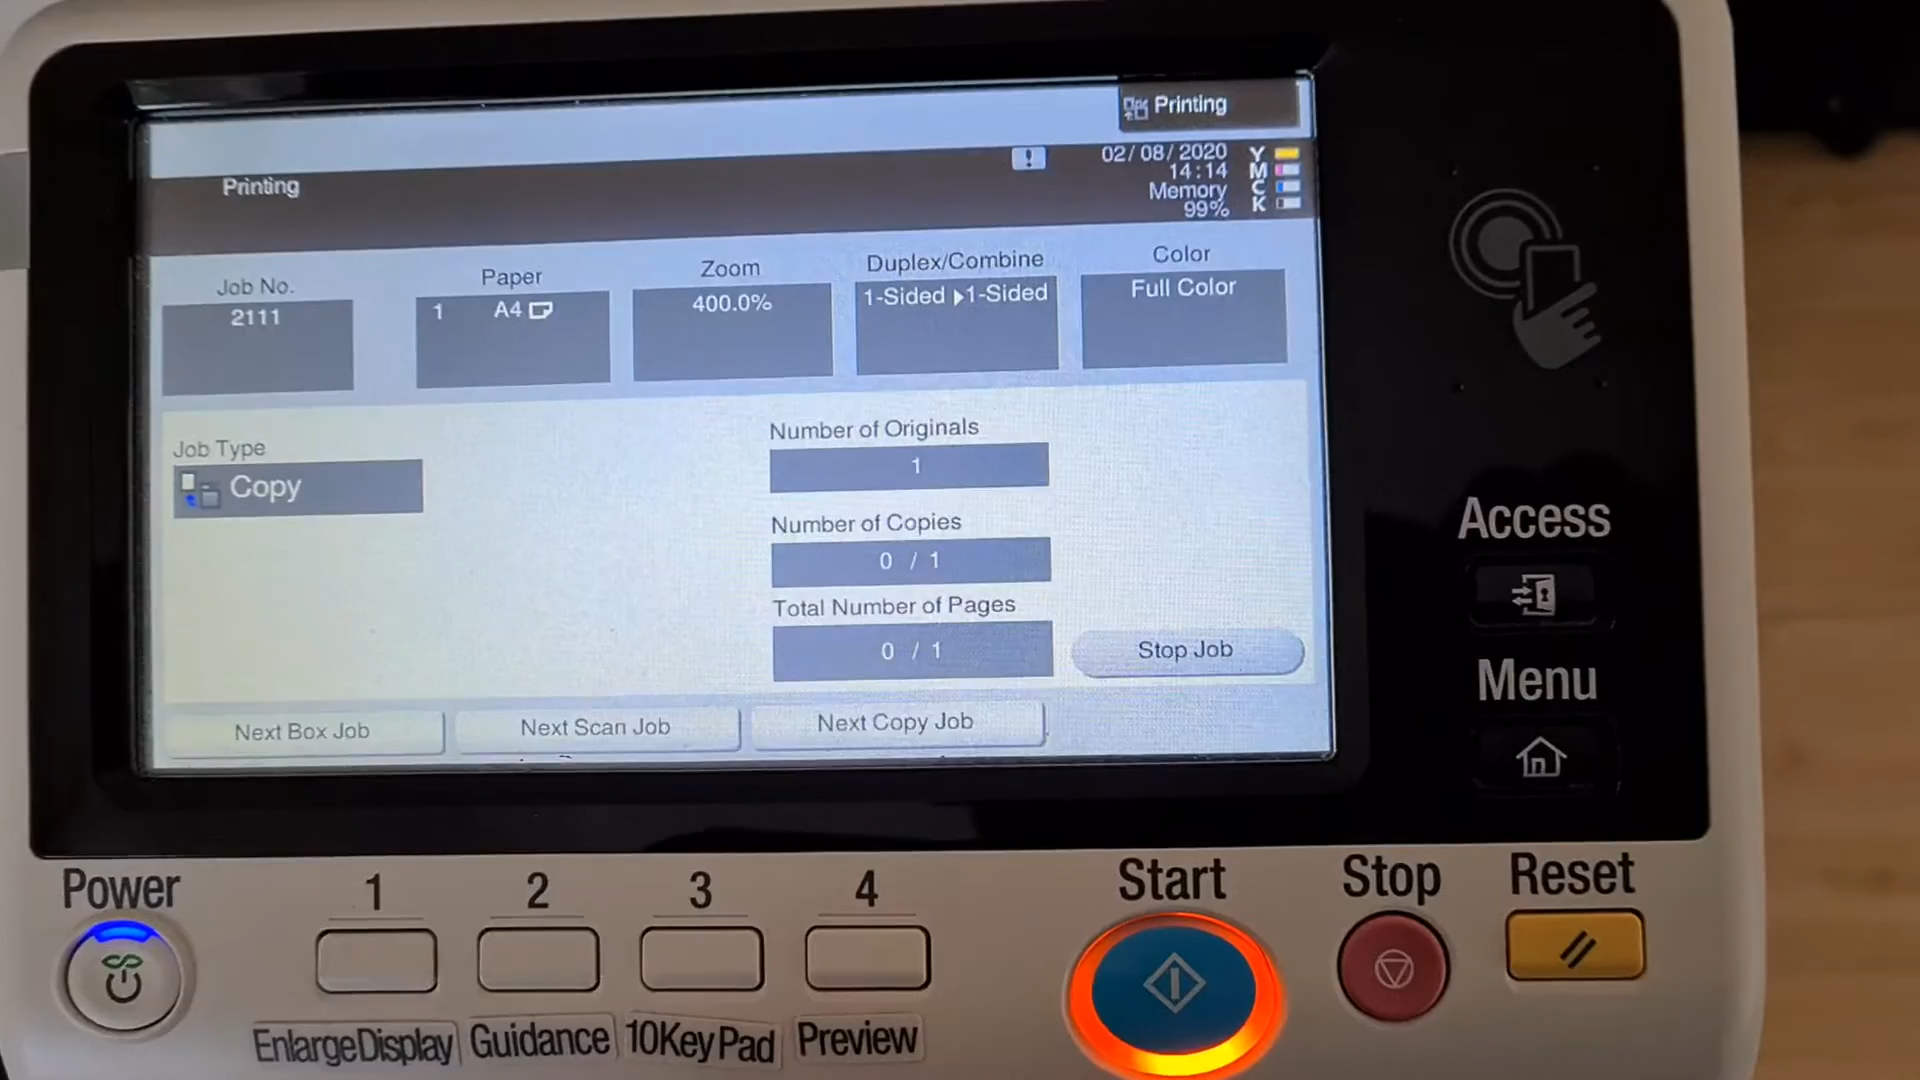 Printing
Printing
!
02/08/2020
14:14
Memory
99%
Y
M
C
K
Job No.
2111
Paper
1 A4
Zoom
400.0%
Duplex/Combine
1-Sided ▸1-Sided
Color
Full Color
Job Type
Copy
Number of Originals
1
Number of Copies
0 / 1
Total Number of Pages
0 / 1
Stop Job
Next Box Job
Next Scan Job
Next Copy Job
Access
Menu
Power
1
2
3
4
Start
Stop
Reset
EnlargeDisplay
Guidance
10KeyPad
Preview